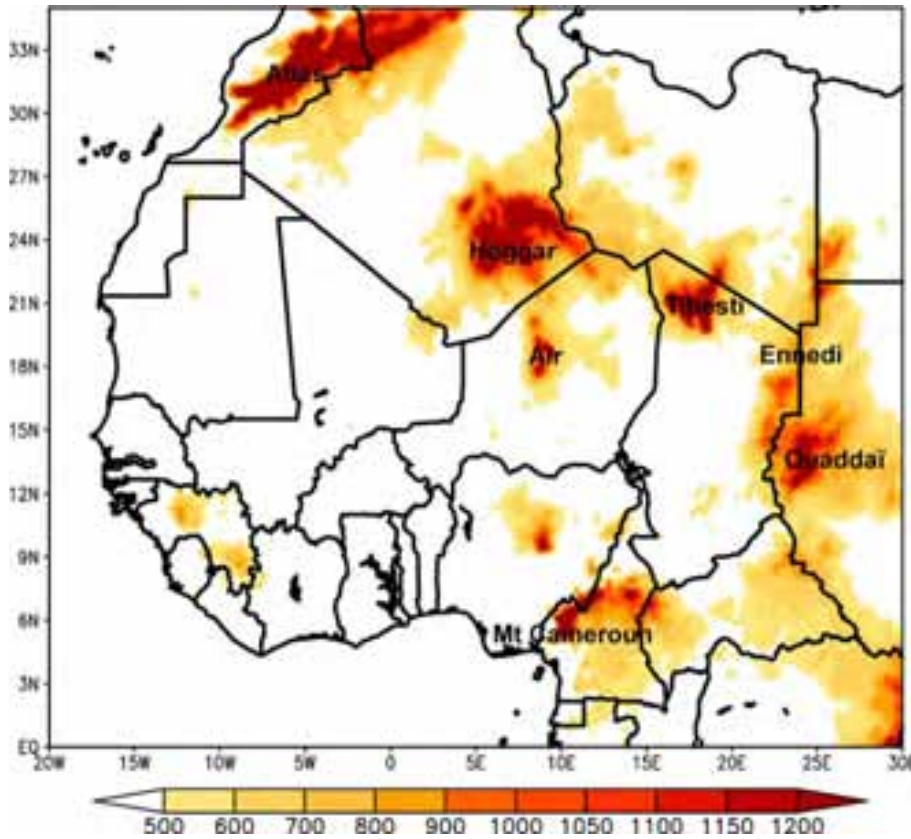 33N
Atlas
30N
27N
24N
Hoggar
21N
Tibesti
18N
Aïr
Ennedi
15N
Ouaddaï
12N
9N
6N
Mt Cameroun
3N
EQ
20W 15W 10W 5W 0 5E 10E 15E 20E 25E 30E
500 600 700 800 900 1000 1050 1100 1150 1200